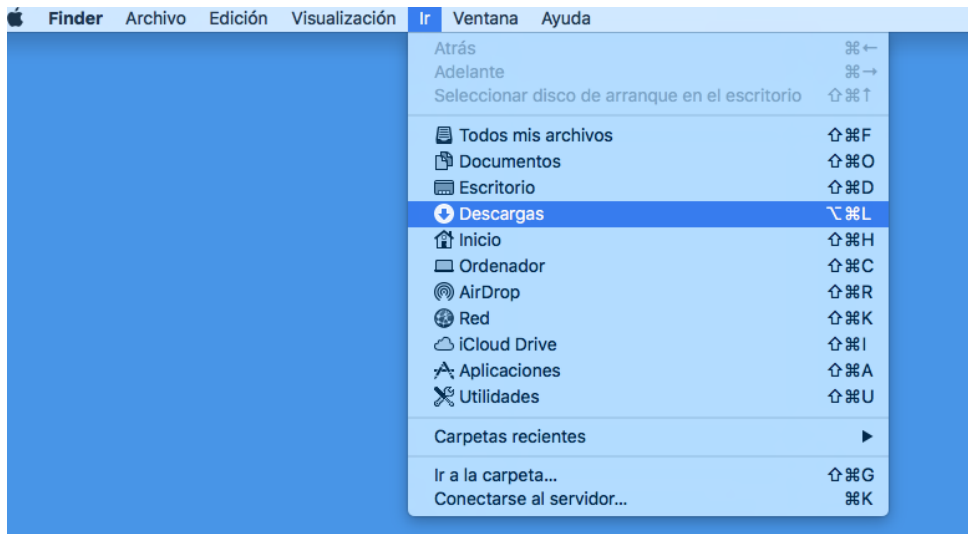 Finder Archivo Edición Visualización Ir Ventana Ayuda
Atrás ⌘←
Adelante ⌘→
Seleccionar disco de arranque en el escritorio ⇧⌘↑
Todos mis archivos ⇧⌘F
Documentos ⇧⌘O
Escritorio ⇧⌘D
Descargas ⌥⌘L
Inicio ⇧⌘H
Ordenador ⇧⌘C
AirDrop ⇧⌘R
Red ⇧⌘K
iCloud Drive ⇧⌘I
Aplicaciones ⇧⌘A
Utilidades ⇧⌘U
Carpetas recientes ▶
Ir a la carpeta... ⇧⌘G
Conectarse al servidor... ⌘K